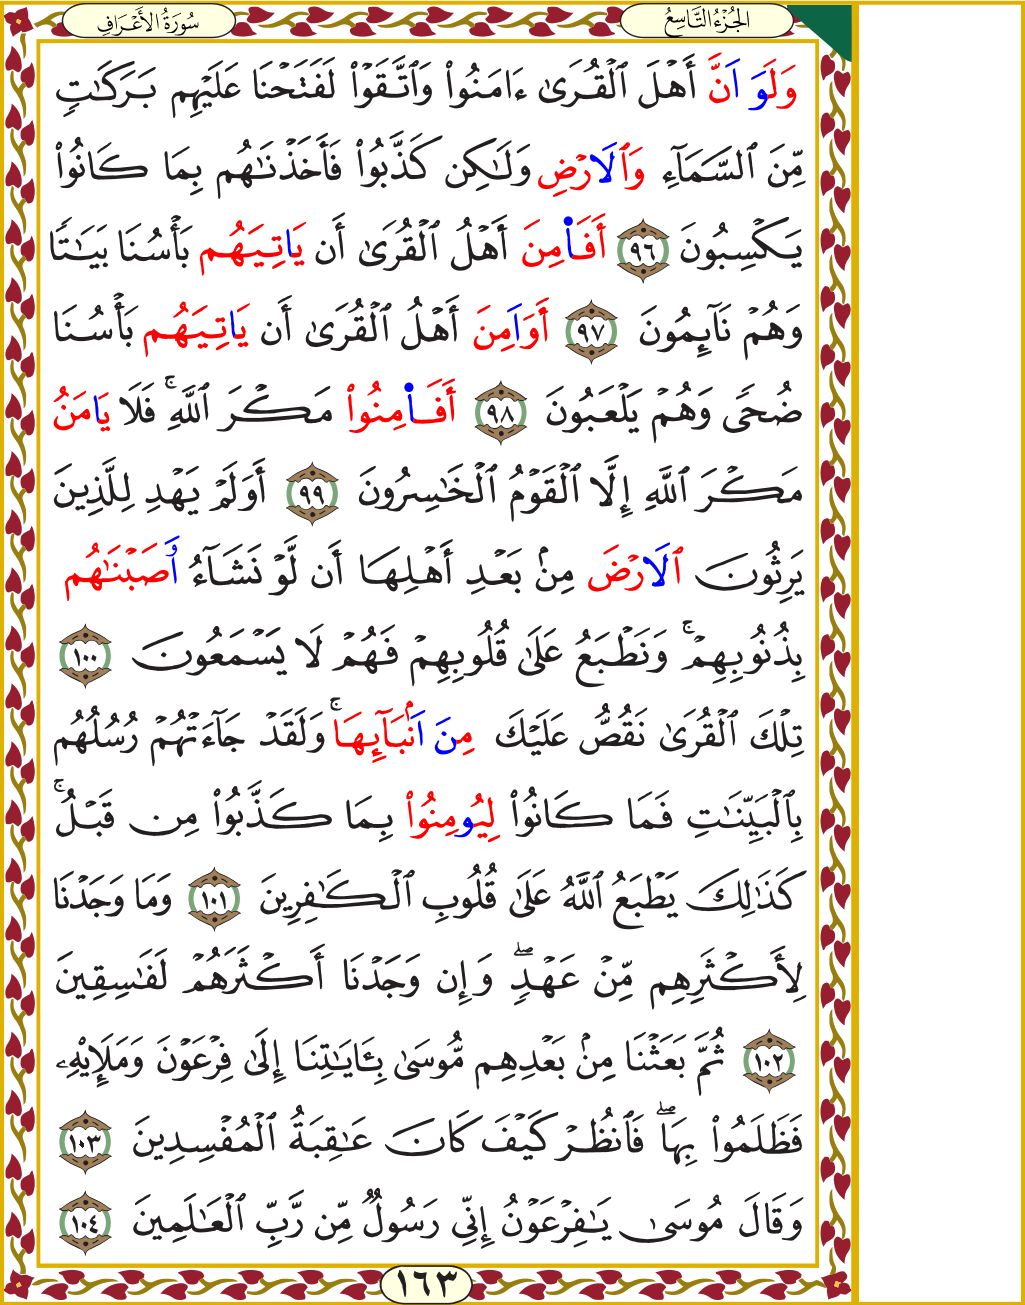 الجُزْءُ التَّاسِعُ
سُورَةُ الأَعْرَافِ
وَلَوَ اَنَّ أَهْلَ ٱلْقُرَىٰ ءَامَنُواْ وَٱتَّقَوْاْ لَفَتَحْنَا عَلَيْهِم بَرَكَٰتٖ
مِّنَ ٱلسَّمَآءِ وَٱلَارْضِ وَلَٰكِن كَذَّبُواْ فَأَخَذْنَٰهُم بِمَا كَانُواْ
يَكْسِبُونَ ٩٦ أَفَأٰمِنَ أَهْلُ ٱلْقُرَىٰ أَن يَاتِيَهُم بَأْسُنَا بَيَٰتٗا
وَهُمْ نَآئِمُونَ ٩٧ أَوَاَمِنَ أَهْلُ ٱلْقُرَىٰ أَن يَاتِيَهُم بَأْسُنَا
ضُحٗى وَهُمْ يَلْعَبُونَ ٩٨ أَفَأٰمِنُواْ مَكْرَ ٱللَّهِۚ فَلَا يَامَنُ
مَكْرَ ٱللَّهِ إِلَّا ٱلْقَوْمُ ٱلْخَٰسِرُونَ ٩٩ أَوَلَمْ يَهْدِ لِلَّذِينَ
يَرِثُونَ ٱلَارْضَ مِنۢ بَعْدِ أَهْلِهَا أَن لَّوْ نَشَآءُ وَٰصَبْنَٰهُم
بِذُنُوبِهِمْۚ وَنَطْبَعُ عَلَىٰ قُلُوبِهِمْ فَهُمْ لَا يَسْمَعُونَ ١٠٠
تِلْكَ ٱلْقُرَىٰ نَقُصُّ عَلَيْكَ مِنَ اَنۢبَآئِهَاۚ وَلَقَدْ جَآءَتْهُمْ رُسُلُهُم
بِٱلْبَيِّنَٰتِ فَمَا كَانُواْ لِيُومِنُواْ بِمَا كَذَّبُواْ مِن قَبْلُۚ
كَذَٰلِكَ يَطْبَعُ ٱللَّهُ عَلَىٰ قُلُوبِ ٱلْكَٰفِرِينَ ١٠١ وَمَا وَجَدْنَا
لِأَكْثَرِهِم مِّنْ عَهْدٖۖ وَإِن وَجَدْنَا أَكْثَرَهُمْ لَفَٰسِقِينَ
١٠٢ ثُمَّ بَعَثْنَا مِنۢ بَعْدِهِم مُّوسَىٰ بِـَٔايَٰتِنَا إِلَىٰ فِرْعَوْنَ وَمَلَإِيْهِۦ
فَظَلَمُواْ بِهَاۖ فَٱنظُرْ كَيْفَ كَانَ عَٰقِبَةُ ٱلْمُفْسِدِينَ ١٠٣
وَقَالَ مُوسَىٰ يَٰفِرْعَوْنُ إِنِّي رَسُولٞ مِّن رَّبِّ ٱلْعَٰلَمِينَ ١٠٤
١٦٣